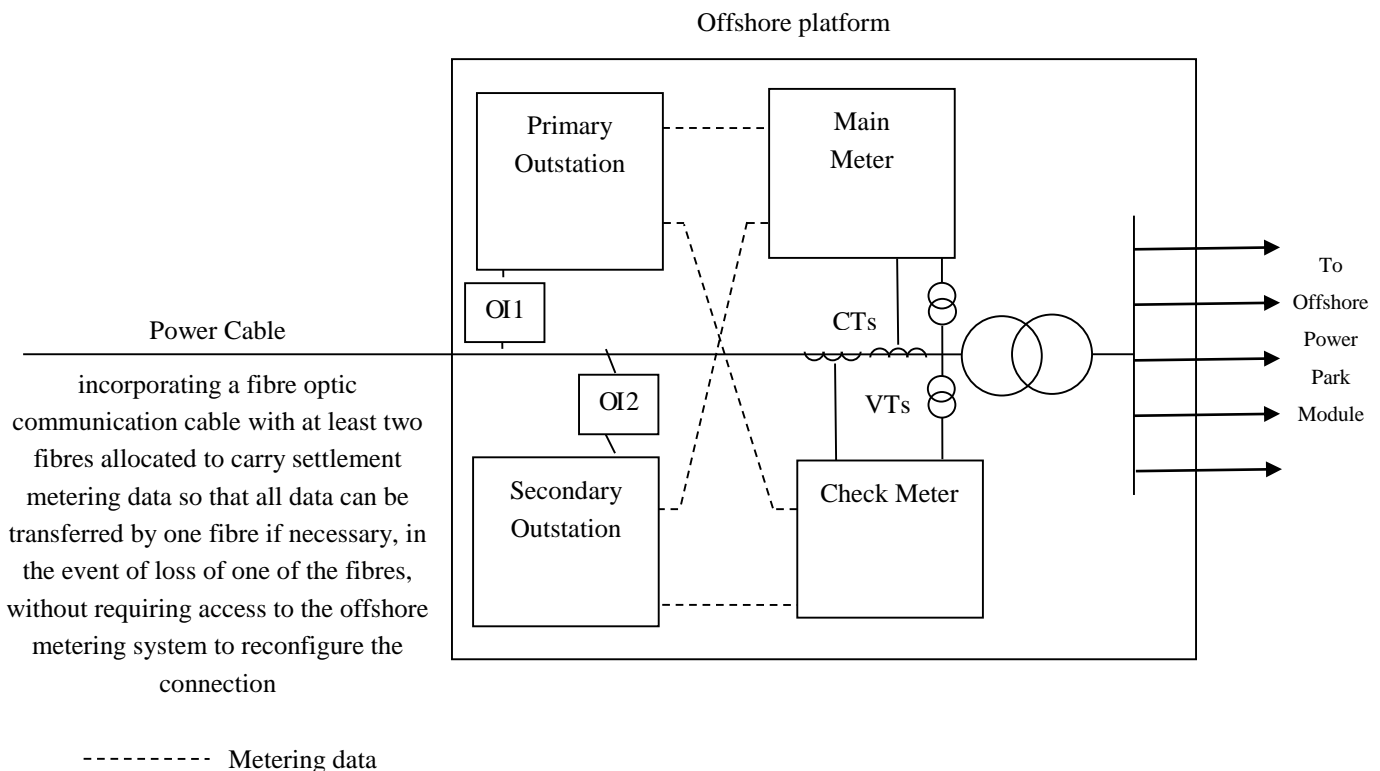 Offshore platform
Primary
Outstation
Main
Meter
OI1
Power Cable
CTs
To
Offshore
Power
Park
Module
incorporating a fibre optic
communication cable with at least two
fibres allocated to carry settlement
metering data so that all data can be
transferred by one fibre if necessary, in
the event of loss of one of the fibres,
without requiring access to the offshore
metering system to reconfigure the
connection
OI2
VTs
Secondary
Outstation
Check Meter
Metering data